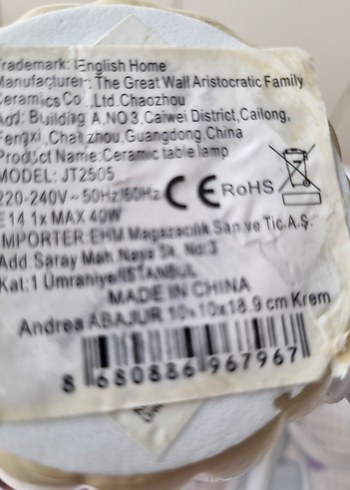 Trademark: English Home
Manufacturer: The Great Wall Aristocratic Family
Ceramics Co .,Ltd.Chaozhou
Add: Building A,NO 3,Caiwei District,Cailong,
Fengxi,Chaozhou,Guangdong,China
Product Name:Ceramic table lamp
MODEL: JT2505
220-240V~50Hz/60Hz CE RoHS
E14 1x MAX 40W
IMPORTER:EHM Magazacılık San ve Tic.A.Ş.
Add:Saray Mah.Naya Sk. No:3
Kat:1 Ümraniye/ISTANBUL
MADE IN CHINA
Andrea ABAJUR 10x10x18.9 cm Krem
8 680886 967967